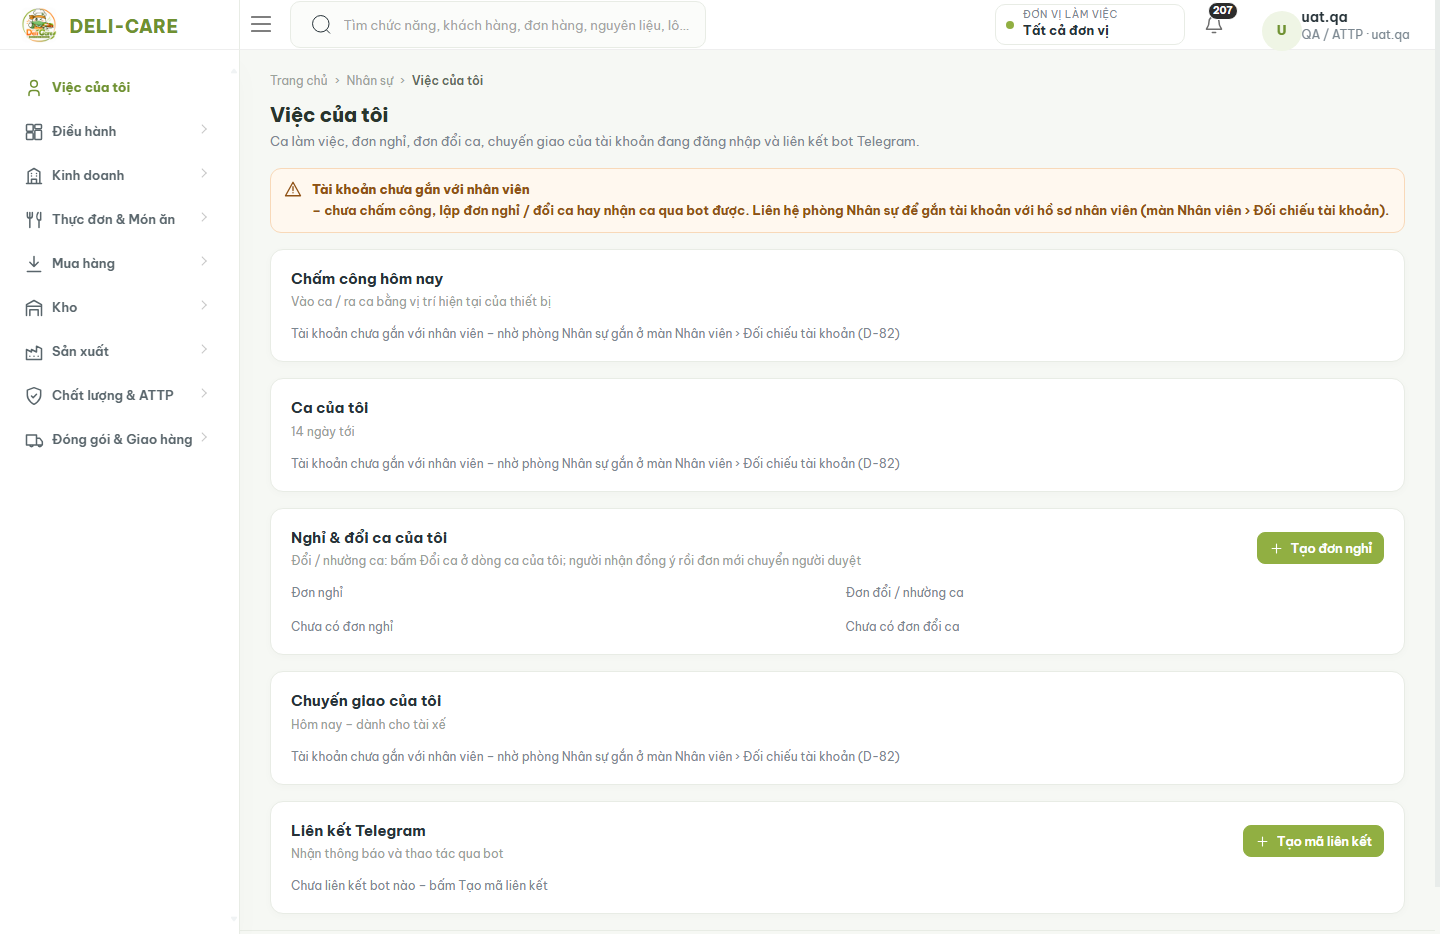 DELI-CARE
Tìm chức năng, khách hàng, đơn hàng, nguyên liệu, lô...
ĐƠN VỊ LÀM VIỆC
Tất cả đơn vị
207
U
uat.qa
QA / ATTP · uat.qa
Việc của tôi
Điều hành
Kinh doanh
Thực đơn & Món ăn
Mua hàng
Kho
Sản xuất
Chất lượng & ATTP
Đóng gói & Giao hàng
Trang chủ › Nhân sự › Việc của tôi
Việc của tôi
Ca làm việc, đơn nghỉ, đơn đổi ca, chuyến giao của tài khoản đang đăng nhập và liên kết bot Telegram.
Tài khoản chưa gắn với nhân viên
– chưa chấm công, lập đơn nghỉ / đổi ca hay nhận ca qua bot được. Liên hệ phòng Nhân sự để gắn tài khoản với hồ sơ nhân viên (màn Nhân viên › Đối chiếu tài khoản).
Chấm công hôm nay
Vào ca / ra ca bằng vị trí hiện tại của thiết bị
Tài khoản chưa gắn với nhân viên – nhờ phòng Nhân sự gắn ở màn Nhân viên › Đối chiếu tài khoản (D-82)
Ca của tôi
14 ngày tới
Tài khoản chưa gắn với nhân viên – nhờ phòng Nhân sự gắn ở màn Nhân viên › Đối chiếu tài khoản (D-82)
Nghỉ & đổi ca của tôi
Đổi / nhường ca: bấm Đổi ca ở dòng ca của tôi; người nhận đồng ý rồi đơn mới chuyển người duyệt
Tạo đơn nghỉ
Đơn nghỉ
Chưa có đơn nghỉ
Đơn đổi / nhường ca
Chưa có đơn đổi ca
Chuyến giao của tôi
Hôm nay – dành cho tài xế
Tài khoản chưa gắn với nhân viên – nhờ phòng Nhân sự gắn ở màn Nhân viên › Đối chiếu tài khoản (D-82)
Liên kết Telegram
Nhận thông báo và thao tác qua bot
Tạo mã liên kết
Chưa liên kết bot nào – bấm Tạo mã liên kết